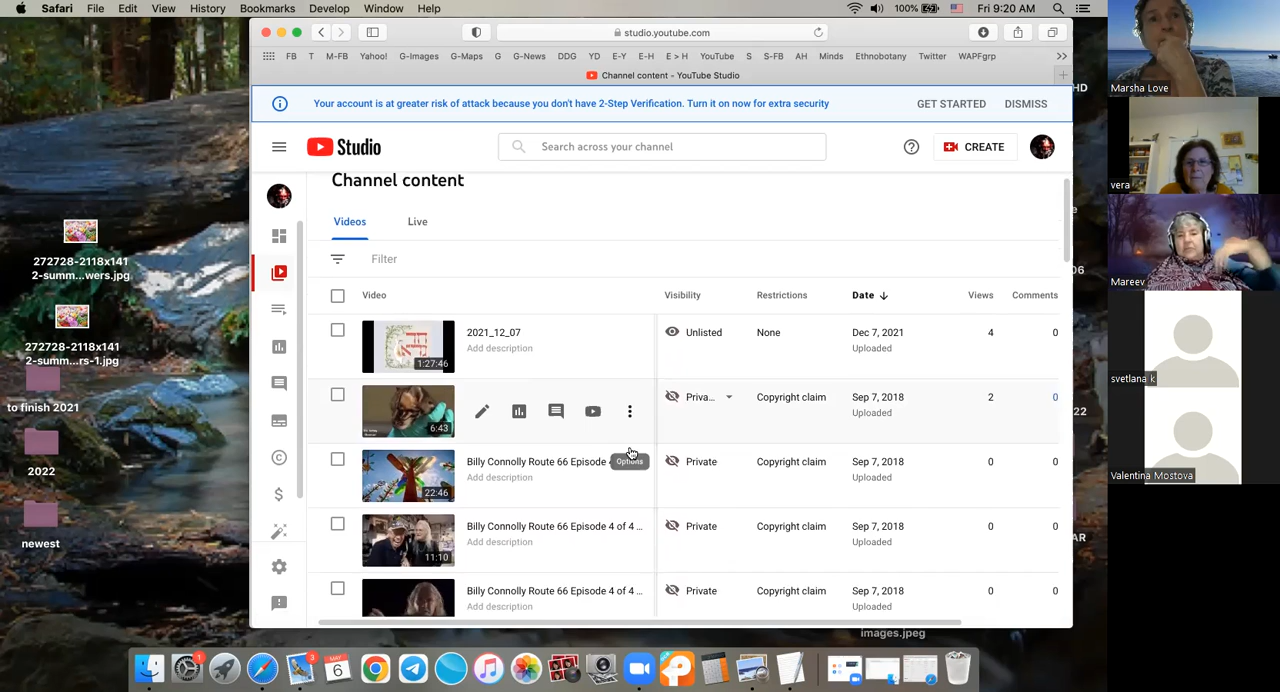 Safari File Edit View History Bookmarks Develop Window Help 100% Fri 9:20 AM
studio.youtube.com
FB T M-FB Yahoo! G-Images G-Maps G G-News DDG YD E-Y E-H E > H YouTube S S-FB AH Minds Ethnobotany Twitter WAPFgrp
Channel content - YouTube Studio
Your account is at greater risk of attack because you don't have 2-Step Verification. Turn it on now for extra security GET STARTED DISMISS
Studio Search across your channel CREATE
Channel content
Videos Live
Filter
Video Visibility Restrictions Date Views Comments
2021_12_07 Unlisted None Dec 7, 2021 4 0
Add description Uploaded
1:27:46
Priva... Copyright claim Sep 7, 2018 2 0
Uploaded
6:43
Options
Billy Connolly Route 66 Episode Private Copyright claim Sep 7, 2018 0 0
Add description Uploaded
22:46
Billy Connolly Route 66 Episode 4 of 4 ... Private Copyright claim Sep 7, 2018 0 0
Add description Uploaded
11:10
Billy Connolly Route 66 Episode 4 of 4 ... Private Copyright claim Sep 7, 2018 0 0
Add description Uploaded
272728-2118x141
2-summ...wers.jpg
272728-2118x141
2-summ...rs-1.jpg
to finish 2021
2022
newest
HD
06
22
AR
images.jpeg
MAY
6
1
3
Marsha Love
vera
Mareev
svetlana k
Valentina Mostova